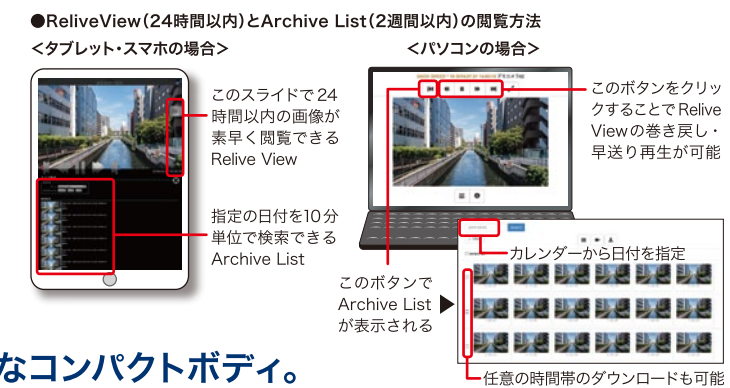 ●ReliveView（24時間以内）とArchive List（2週間以内）の閲覧方法
＜タブレット・スマホの場合＞
＜パソコンの場合＞
このスライドで24
時間以内の画像が
素早く閲覧できる
Relive View
指定の日付を10分
単位で検索できる
Archive List
このボタンをクリッ
クすることでRelive
Viewの巻き戻し・
早送り再生が可能
このボタンで
Archive List
が表示される
カレンダーから日付を指定
任意の時間帯のダウンロードも可能
なコンパクトボディ。